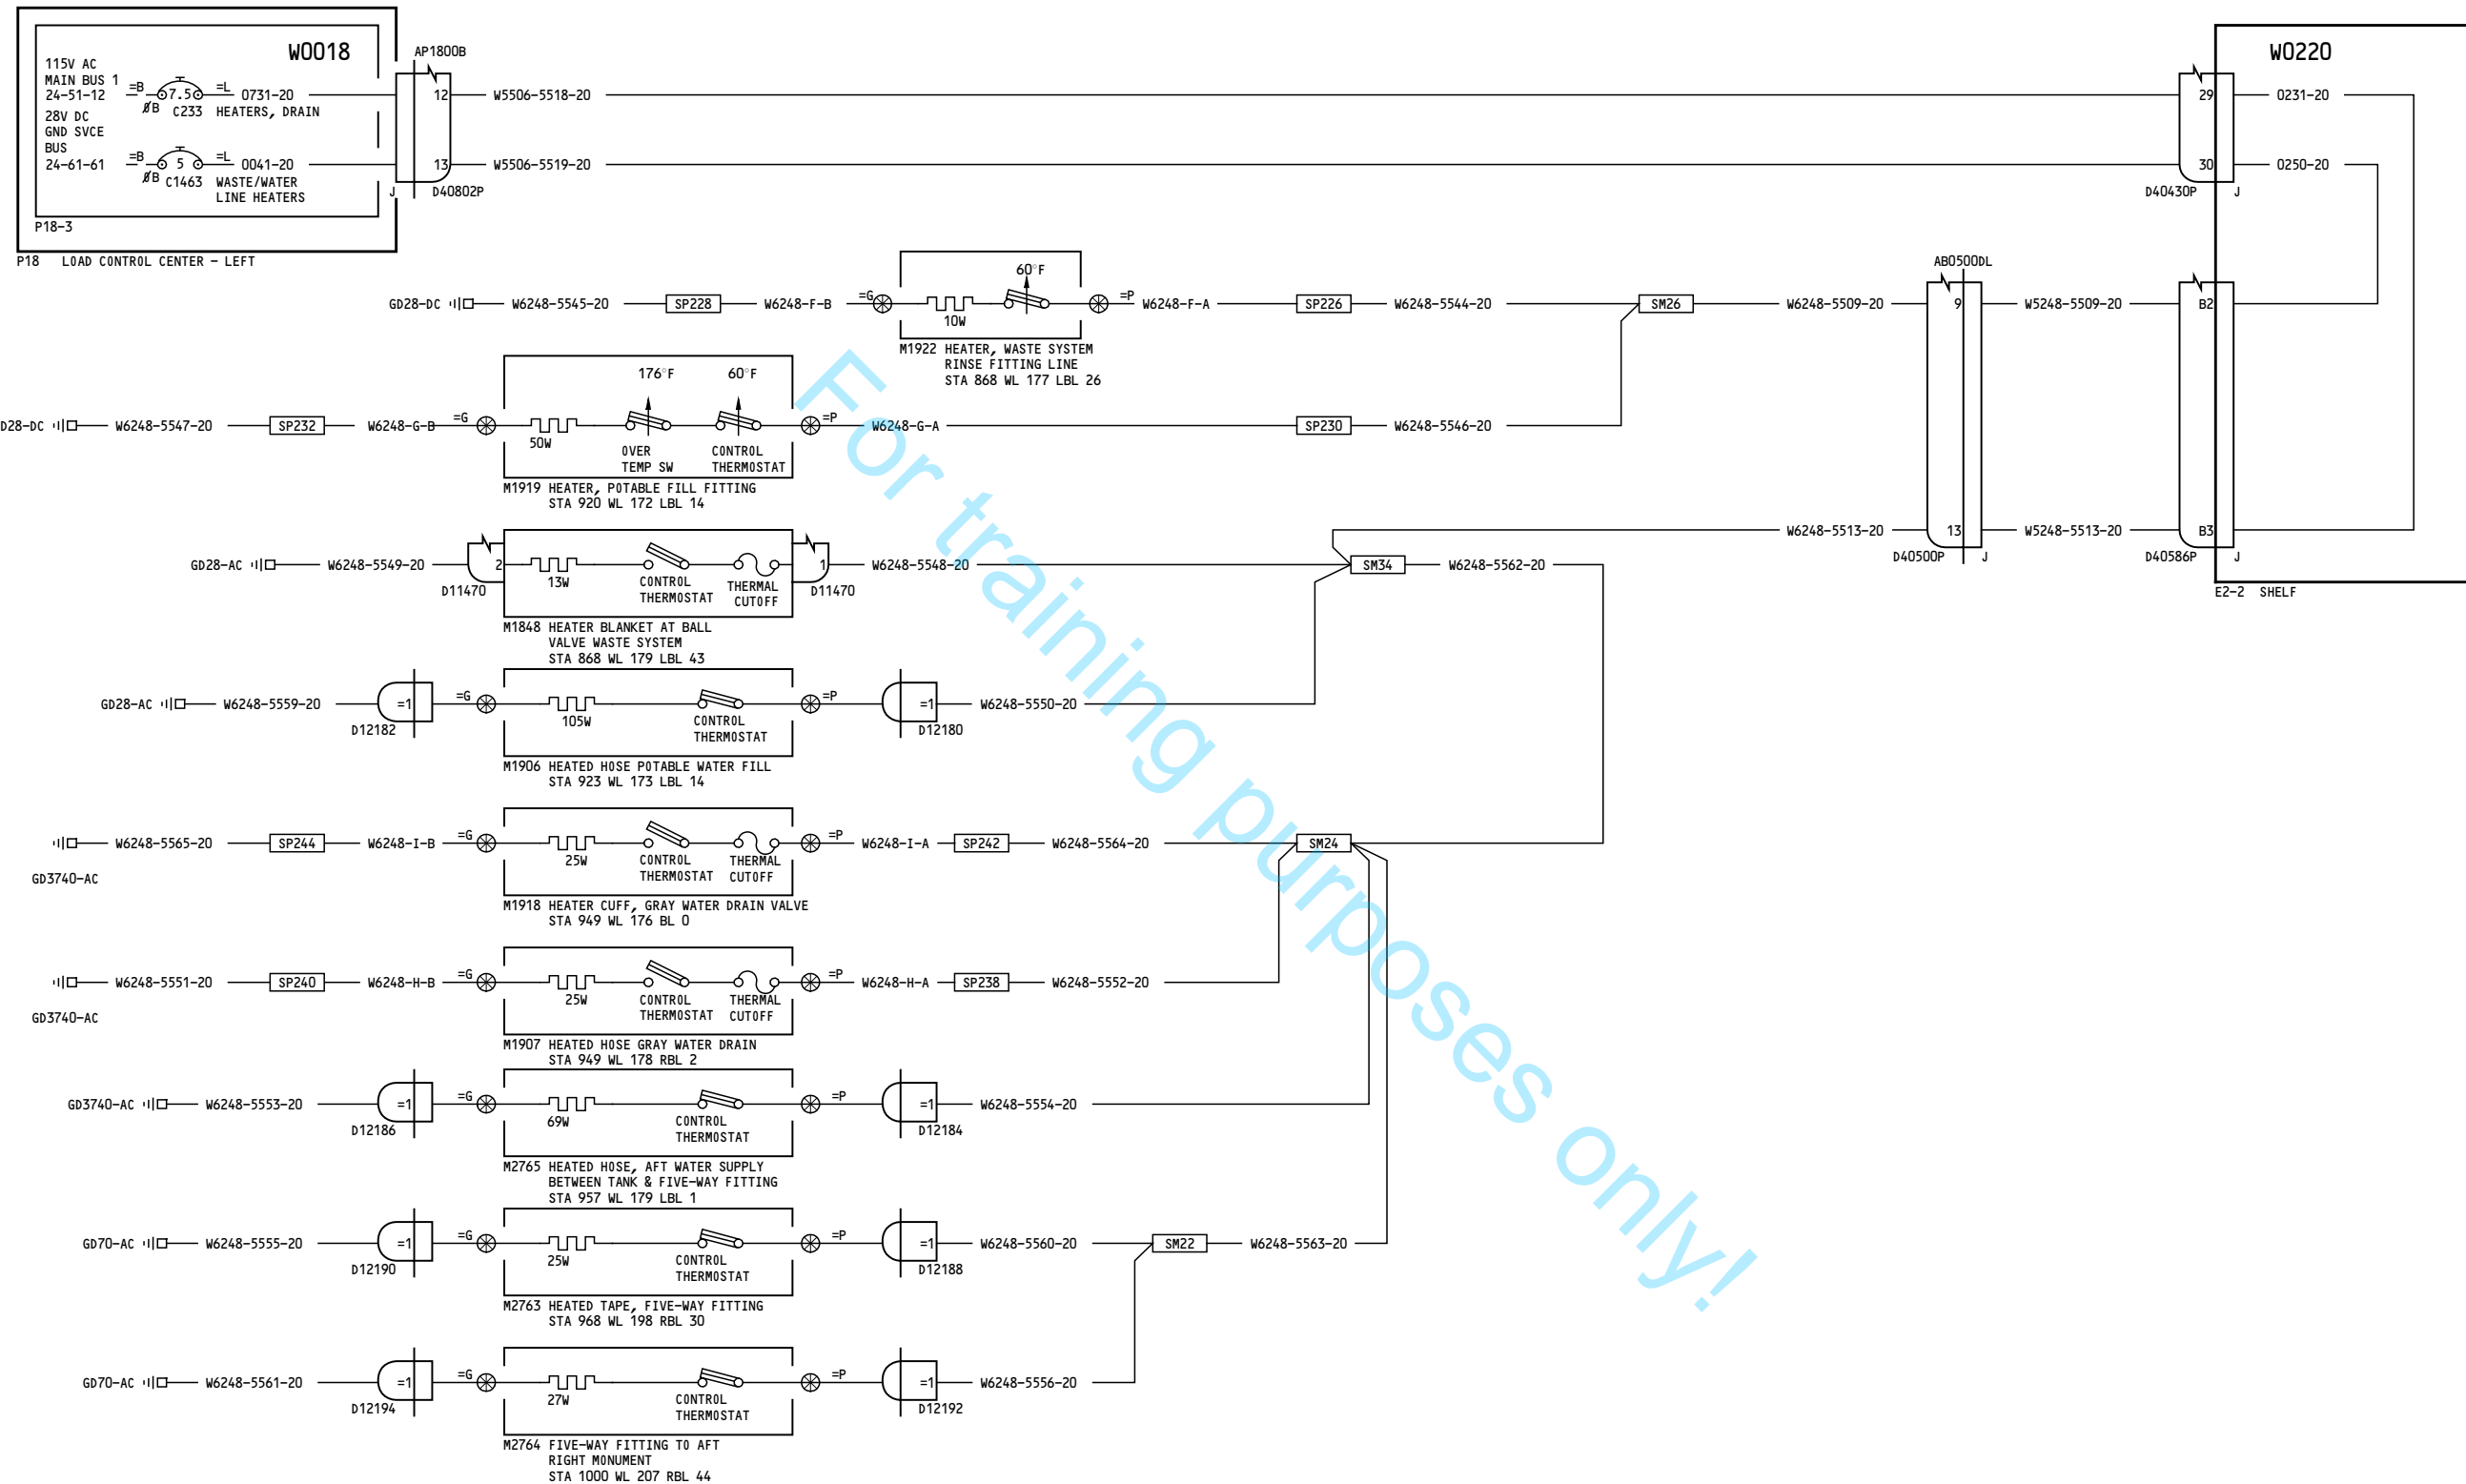 W0018
115V AC
MAIN BUS 1
24-51-12 =B 7.5 =L 0731-20
ØB C233 HEATERS, DRAIN
28V DC
GND SVCE
BUS
24-61-61 =B 5 =L 0041-20
ØB C1463 WASTE/WATER
LINE HEATERS
P18-3
P18 LOAD CONTROL CENTER - LEFT
AP1800B
12 W5506-5518-20
13 W5506-5519-20
J D40802P
W0220
29 0231-20
30 0250-20
D40430P J
AB0500DL
GD28-DC W6248-5545-20 SP228 W6248-F-B =G 10W 60°F =P W6248-F-A SP226 W6248-5544-20 SM26 W6248-5509-20 9 W5248-5509-20 B2
M1922 HEATER, WASTE SYSTEM
RINSE FITTING LINE
STA 868 WL 177 LBL 26
176°F 60°F
D28-DC W6248-5547-20 SP232 W6248-G-B =G 50W =P W6248-G-A SP230 W6248-5546-20
OVER
TEMP SW
CONTROL
THERMOSTAT
M1919 HEATER, POTABLE FILL FITTING
STA 920 WL 172 LBL 14
W6248-5513-20 13 W5248-5513-20 B3
D40500P J D40586P J
E2-2 SHELF
GD28-AC W6248-5549-20 2 13W 1 W6248-5548-20 SM34 W6248-5562-20
D11470
CONTROL
THERMOSTAT
THERMAL
CUTOFF
D11470
M1848 HEATER BLANKET AT BALL
VALVE WASTE SYSTEM
STA 868 WL 179 LBL 43
GD28-AC W6248-5559-20 =1 =G 105W =P =1 W6248-5550-20
D12182
CONTROL
THERMOSTAT
D12180
M1906 HEATED HOSE POTABLE WATER FILL
STA 923 WL 173 LBL 14
W6248-5565-20 SP244 W6248-I-B =G 25W =P W6248-I-A SP242 W6248-5564-20 SM24
GD3740-AC
CONTROL
THERMOSTAT
THERMAL
CUTOFF
M1918 HEATER CUFF, GRAY WATER DRAIN VALVE
STA 949 WL 176 BL 0
W6248-5551-20 SP240 W6248-H-B =G 25W =P W6248-H-A SP238 W6248-5552-20
GD3740-AC
CONTROL
THERMOSTAT
THERMAL
CUTOFF
M1907 HEATED HOSE GRAY WATER DRAIN
STA 949 WL 178 RBL 2
GD3740-AC W6248-5553-20 =1 =G 69W =P =1 W6248-5554-20
D12186
CONTROL
THERMOSTAT
D12184
M2765 HEATED HOSE, AFT WATER SUPPLY
BETWEEN TANK & FIVE-WAY FITTING
STA 957 WL 179 LBL 1
GD70-AC W6248-5555-20 =1 =G 25W =P =1 W6248-5560-20 SM22 W6248-5563-20
D12190
CONTROL
THERMOSTAT
D12188
M2763 HEATED TAPE, FIVE-WAY FITTING
STA 968 WL 198 RBL 30
GD70-AC W6248-5561-20 =1 =G 27W =P =1 W6248-5556-20
D12194
CONTROL
THERMOSTAT
D12192
M2764 FIVE-WAY FITTING TO AFT
RIGHT MONUMENT
STA 1000 WL 207 RBL 44
For training purposes only!